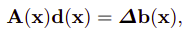 A(x)d(x) = Δb(x),